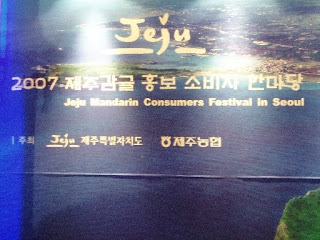 Jeju
2007 제주감귤 홍보 소비자 한마당
Jeju Mandarin Consumers Festival in Seoul
| 주최 Jeju 제주특별자치도 제주농협